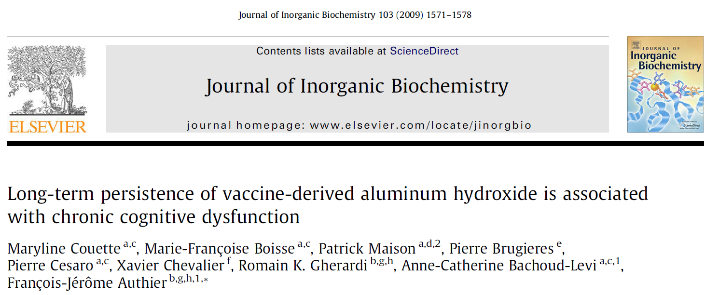 Journal of Inorganic Biochemistry 103 (2009) 1571–1578
Contents lists available at ScienceDirect
Journal of Inorganic Biochemistry
journal homepage: www.elsevier.com/locate/jinorgbio
ELSEVIER
JOURNAL OF
Inorganic
Biochemistry
Long-term persistence of vaccine-derived aluminum hydroxide is associated
with chronic cognitive dysfunction
Maryline Couette a,c, Marie-Françoise Boisse a,c, Patrick Maison a,d,2, Pierre Brugieres e,
Pierre Cesaro a,c, Xavier Chevalier f, Romain K. Gherardi b,g,h, Anne-Catherine Bachoud-Levi a,c,1,
François-Jérôme Authier b,g,h,1,*